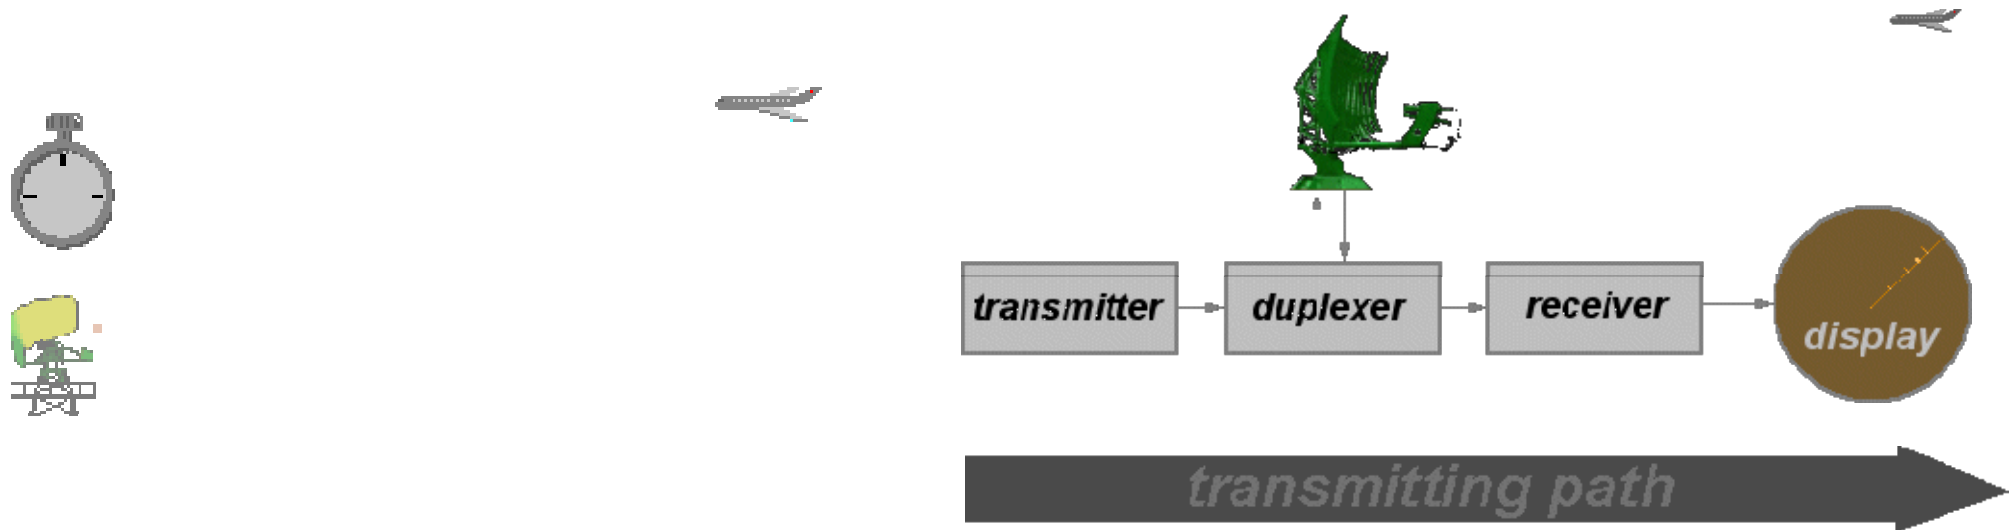 transmitter
duplexer
receiver
display
transmitting path